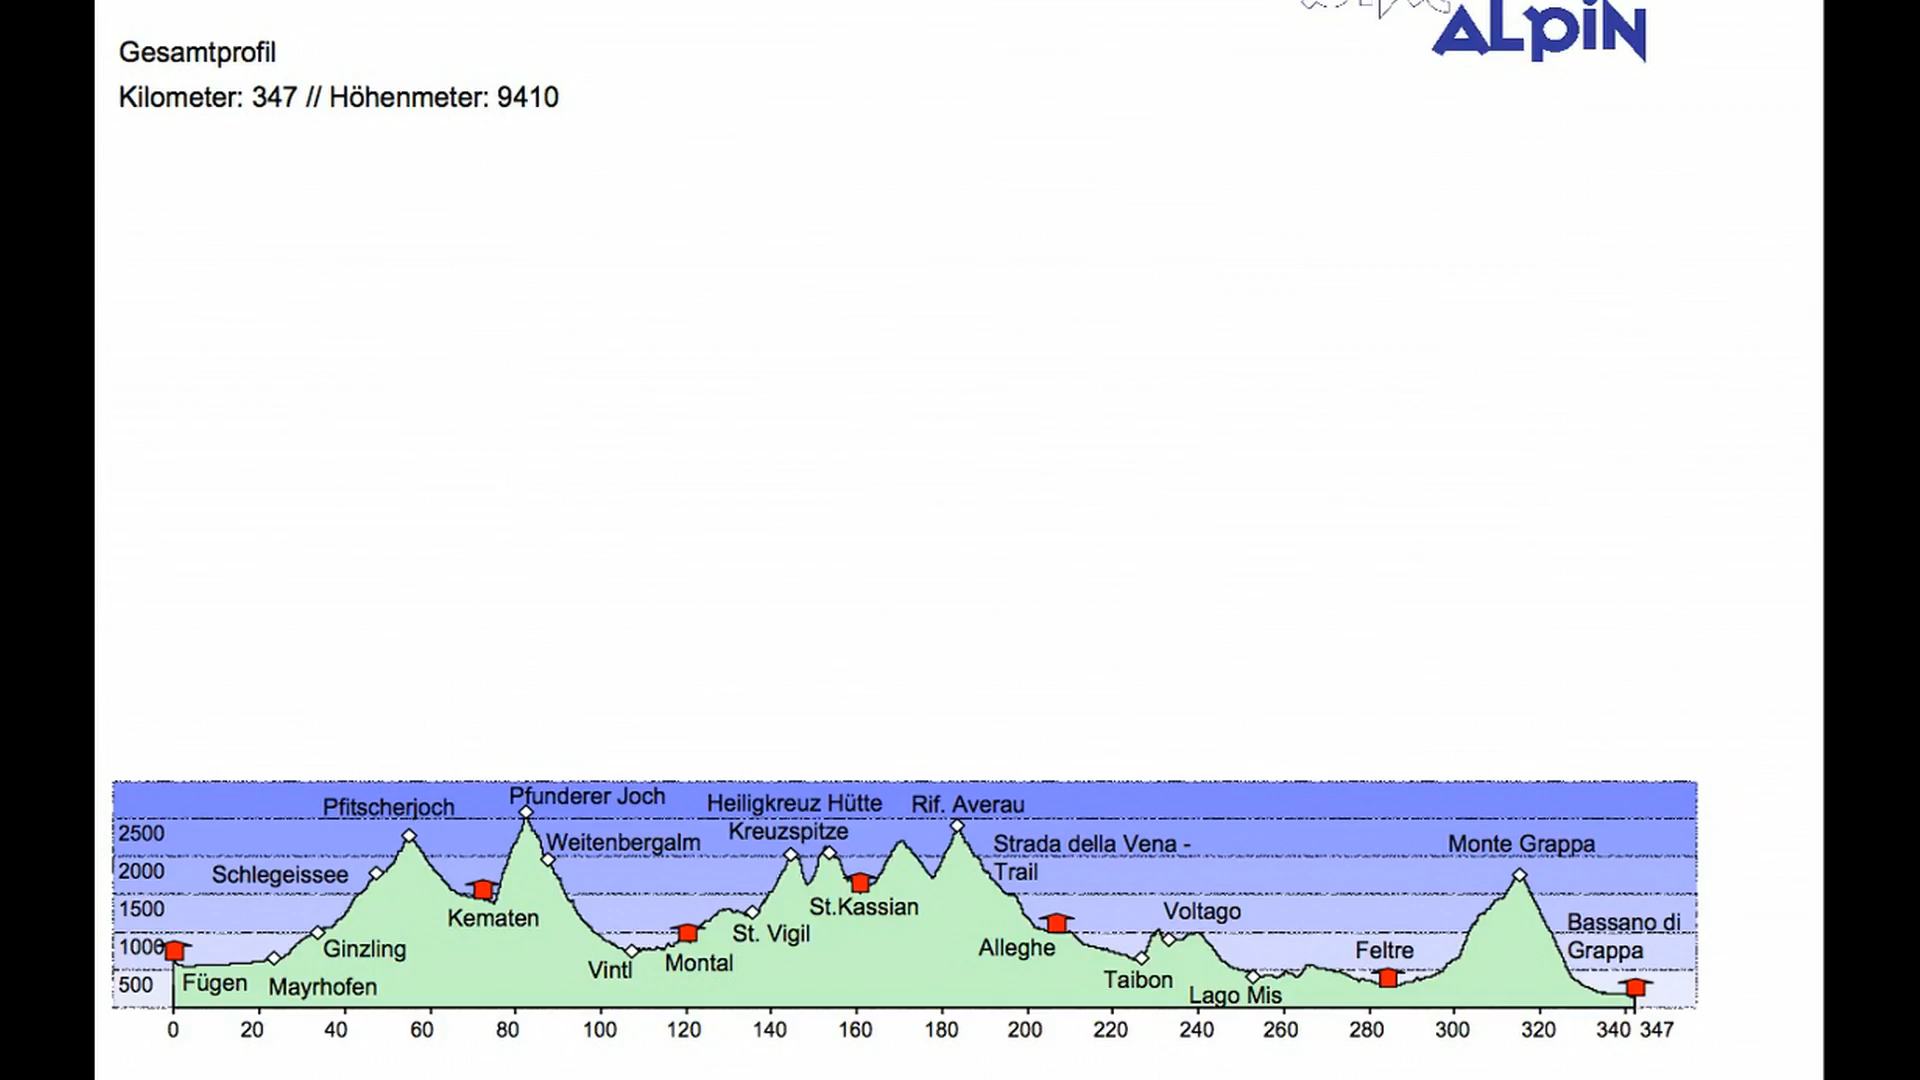 ALpiN
Gesamtprofil
Kilometer: 347 // Höhenmeter: 9410
Pfitscherjoch
Pfunderer Joch
Heiligkreuz Hütte
Rif. Averau
Kreuzspitze
Weitenbergalm
Strada della Vena -
Trail
Monte Grappa
Schlegeissee
Kematen
St.Kassian
Voltago
Bassano di
Grappa
Ginzling
St. Vigil
Alleghe
Feltre
Fügen
Mayrhofen
Vintl
Montal
Taibon
Lago Mis
2500
2000
1500
1000
500
0 20 40 60 80 100 120 140 160 180 200 220 240 260 280 300 320 340 347